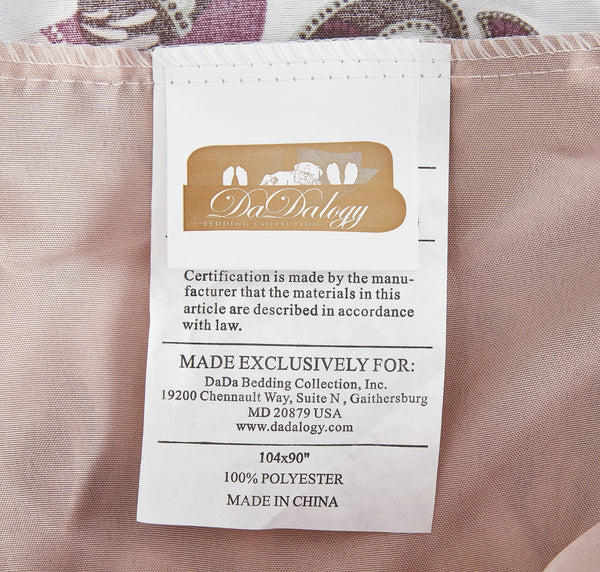 DaDalogy
BEDDING COLLECTION
Certification is made by the manu-
facturer that the materials in this
article are described in accordance
with law.
MADE EXCLUSIVELY FOR:
DaDa Bedding Collection, Inc.
19200 Chennault Way, Suite N , Gaithersburg
MD 20879 USA
www.dadalogy.com
104x90"
100% POLYESTER
MADE IN CHINA